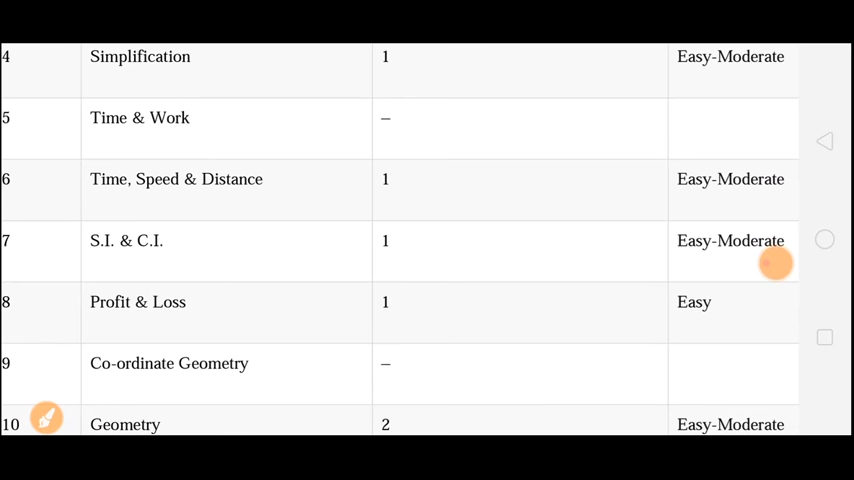 4 Simplification 1 Easy-Moderate
5 Time & Work –
6 Time, Speed & Distance 1 Easy-Moderate
7 S.I. & C.I. 1 Easy-Moderate
8 Profit & Loss 1 Easy
9 Co-ordinate Geometry –
10 Geometry 2 Easy-Moderate